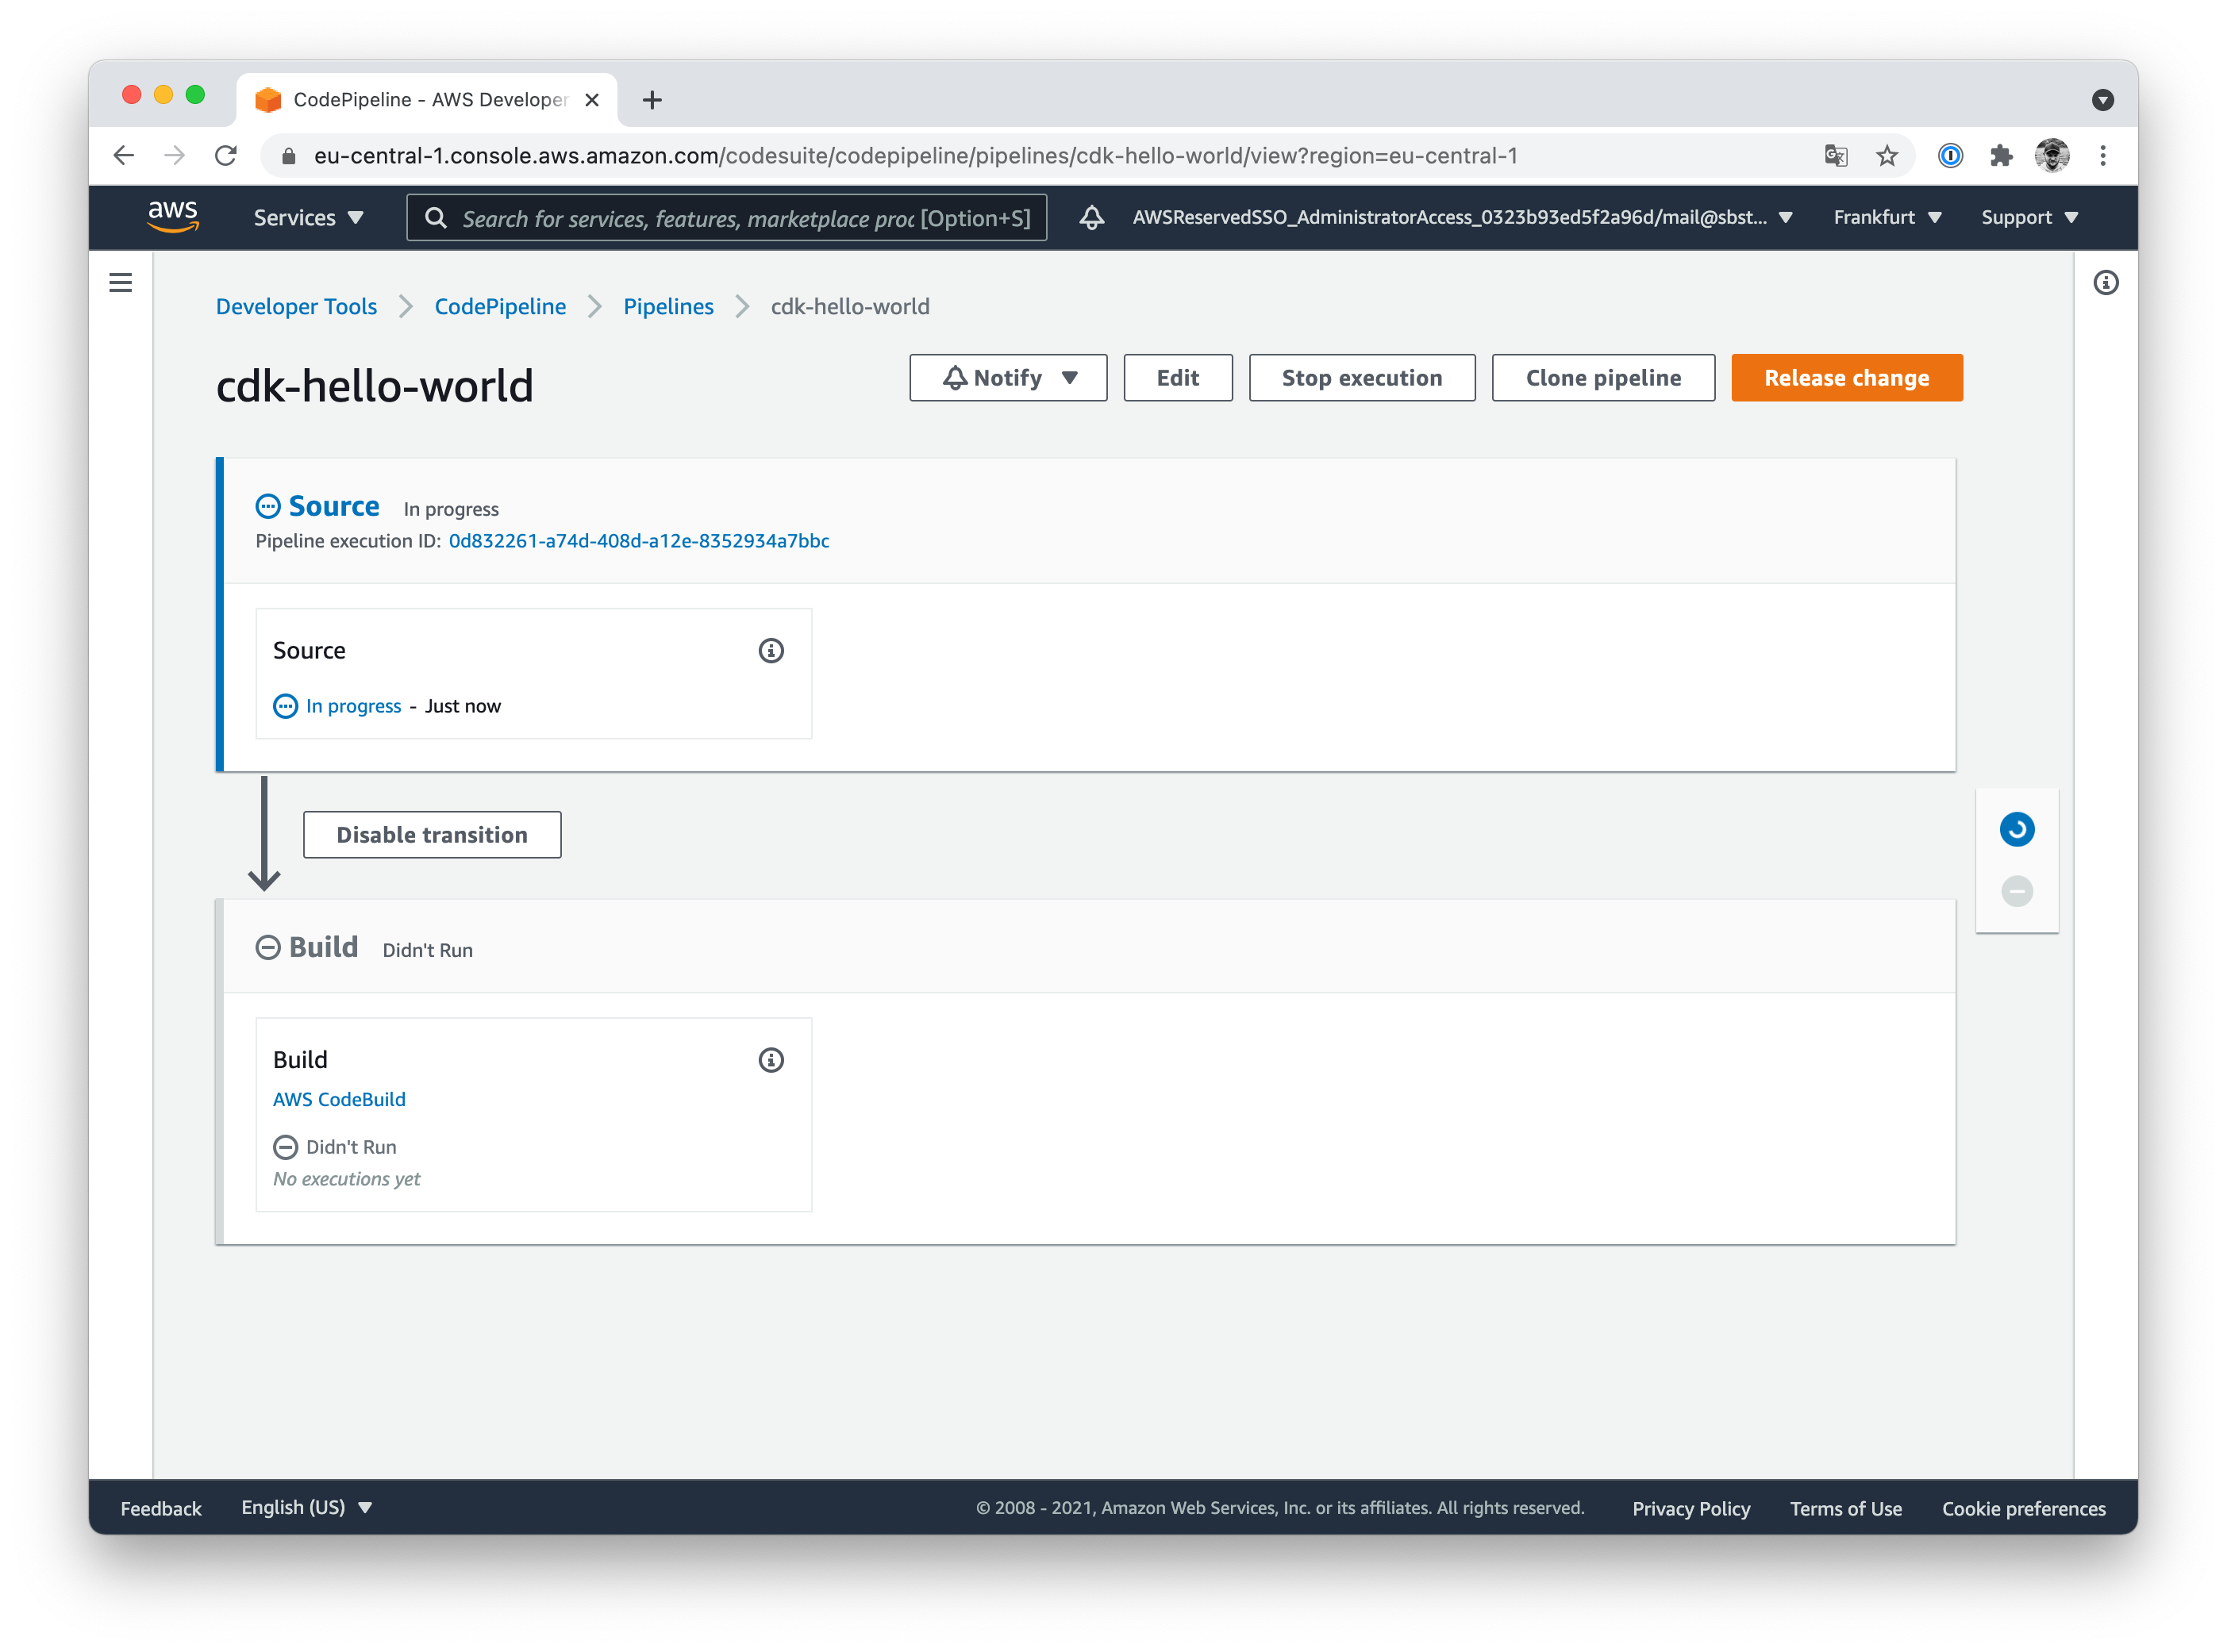 CodePipeline - AWS Developer
eu-central-1.console.aws.amazon.com/codesuite/codepipeline/pipelines/cdk-hello-world/view?region=eu-central-1
aws
Services
Search for services, features, marketplace proc [Option+S]
AWSReservedSSO_AdministratorAccess_0323b93ed5f2a96d/mail@sbst...
Frankfurt
Support
Developer Tools
CodePipeline
Pipelines
cdk-hello-world
cdk-hello-world
Notify
Edit
Stop execution
Clone pipeline
Release change
Source In progress
Pipeline execution ID: 0d832261-a74d-408d-a12e-8352934a7bbc
Source
In progress - Just now
Disable transition
Build Didn't Run
Build
AWS CodeBuild
Didn't Run
No executions yet
Feedback
English (US)
© 2008 - 2021, Amazon Web Services, Inc. or its affiliates. All rights reserved.
Privacy Policy
Terms of Use
Cookie preferences